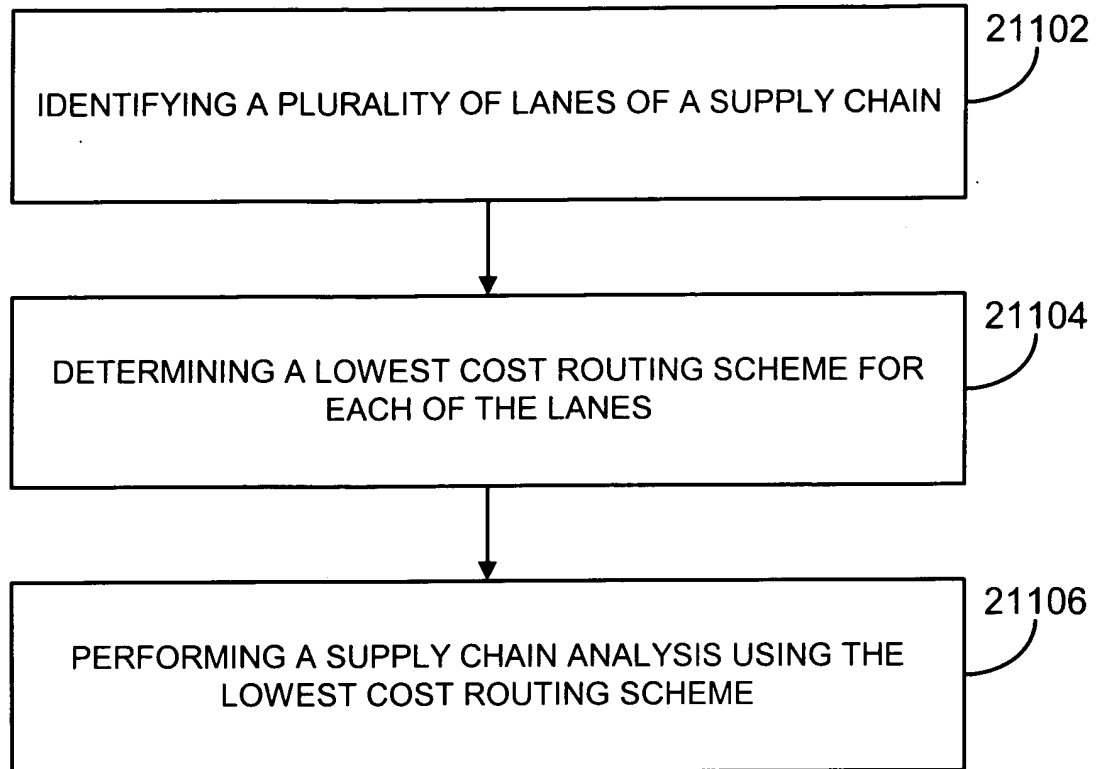 21102
IDENTIFYING A PLURALITY OF LANES OF A SUPPLY CHAIN
21104
DETERMINING A LOWEST COST ROUTING SCHEME FOR
EACH OF THE LANES
21106
PERFORMING A SUPPLY CHAIN ANALYSIS USING THE
LOWEST COST ROUTING SCHEME